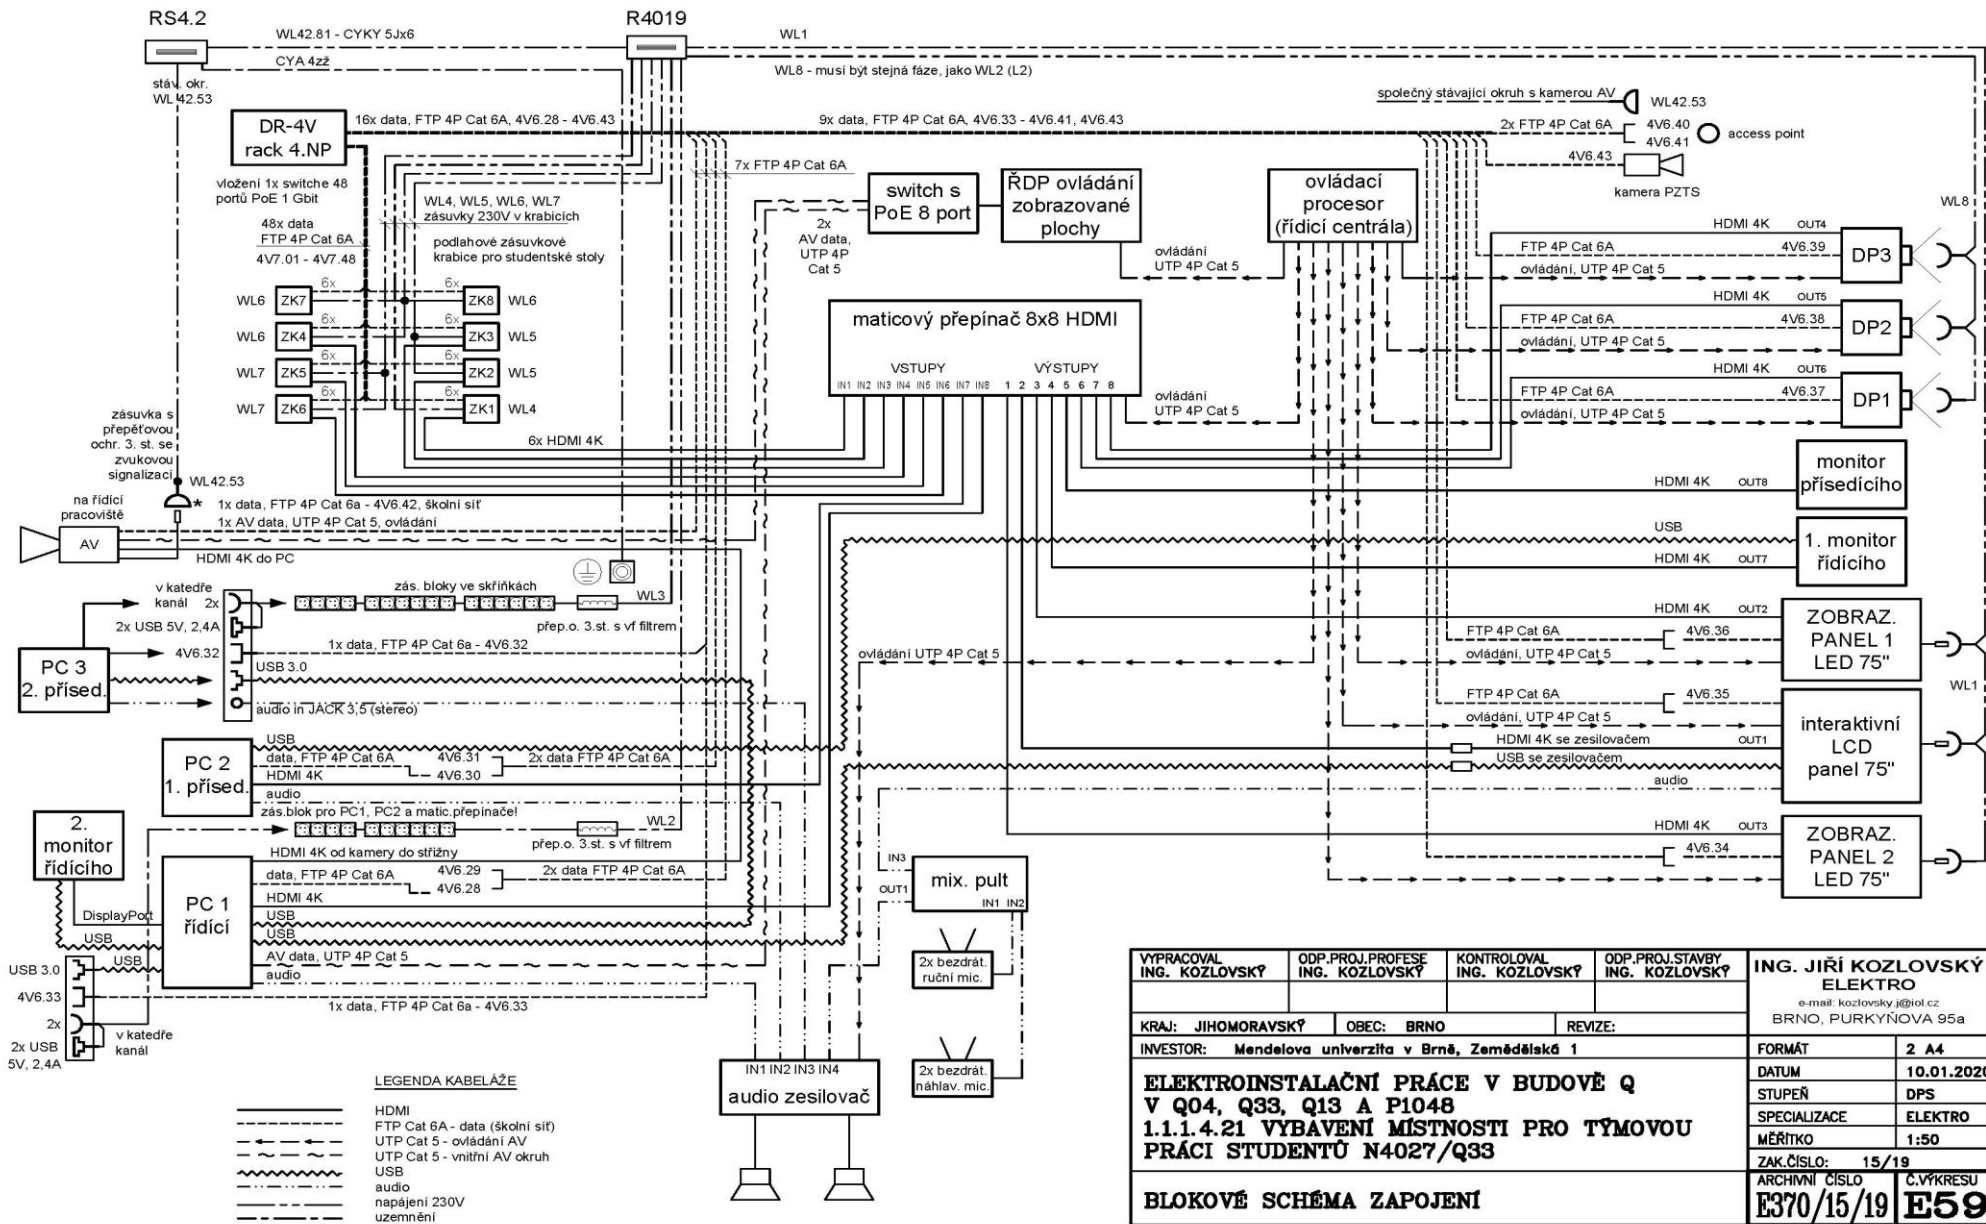 RS4.2
R4019
WL42.81 - CYKY 5Jx6
WL1
CYA 4zž
WL8 - musí být stejná fáze, jako WL2 (L2)
stáv. okr.
WL 42.53
společný stávající okruh s kamerou AV
WL42.53
DR-4V
rack 4.NP
16x data, FTP 4P Cat 6A, 4V6.28 - 4V6.43
9x data, FTP 4P Cat 6A, 4V6.33 - 4V6.41, 4V6.43
2x FTP 4P Cat 6A
4V6.40
4V6.41
access point
4V6.43
kamera PZTS
7x FTP 4P Cat 6A
vložení 1x switche 48
portů PoE 1 Gbit
48x data
FTP 4P Cat 6A
4V7.01 - 4V7.48
WL4, WL5, WL6, WL7
zásuvky 230V v krabicích
podlahové zásuvkové
krabice pro studentské stoly
2x
AV data,
UTP 4P
Cat 5
switch s
PoE 8 port
ŘDP ovládání
zobrazované
plochy
ovládací
procesor
(řídicí centrála)
ovládání
UTP 4P Cat 5
WL8
HDMI 4K OUT4
FTP 4P Cat 6A 4V6.39
ovládání, UTP 4P Cat 5
DP3
HDMI 4K OUT5
FTP 4P Cat 6A 4V6.38
ovládání, UTP 4P Cat 5
DP2
HDMI 4K OUT6
FTP 4P Cat 6A 4V6.37
ovládání, UTP 4P Cat 5
DP1
WL6 ZK7 6x 6x ZK8 WL6
WL6 ZK4 6x 6x ZK3 WL5
WL7 ZK5 6x 6x ZK2 WL5
WL7 ZK6 6x 6x ZK1 WL4
maticový přepínač 8x8 HDMI
VSTUPY VÝSTUPY
IN1 IN2 IN3 IN4 IN5 IN6 IN7 IN8 1 2 3 4 5 6 7 8
ovládání
UTP 4P Cat 5
6x HDMI 4K
zásuvka s
přepěťovou
ochr. 3. st. se
zvukovou
signalizací
WL42.53
*
na řídící
pracoviště
AV
1x data, FTP 4P Cat 6a - 4V6.42, školní síť
1x AV data, UTP 4P Cat 5, ovládání
HDMI 4K do PC
HDMI 4K OUT8
monitor
přísedícího
USB
HDMI 4K OUT7
1. monitor
řídícího
v katedře
kanál 2x
2x USB 5V, 2,4A
4V6.32
USB 3.0
audio in JACK 3,5 (stereo)
zás. bloky ve skříňkách
WL3
přep.o. 3.st. s vf filtrem
1x data, FTP 4P Cat 6a - 4V6.32
PC 3
2. přísed.
ovládání UTP 4P Cat 5
HDMI 4K OUT2
FTP 4P Cat 6A 4V6.36
ovládání, UTP 4P Cat 5
ZOBRAZ.
PANEL 1
LED 75"
WL1
FTP 4P Cat 6A 4V6.35
ovládání, UTP 4P Cat 5
HDMI 4K se zesilovačem OUT1
USB se zesilovačem
audio
interaktivní
LCD
panel 75"
HDMI 4K OUT3
4V6.34
ZOBRAZ.
PANEL 2
LED 75"
PC 2
1. přísed.
USB
data, FTP 4P Cat 6A 4V6.31 2x data FTP 4P Cat 6A
4V6.30
HDMI 4K
audio
zás.blok pro PC1, PC2 a matic.přepínače!
WL2
přep.o. 3.st. s vf filtrem
2.
monitor
řídícího
DisplayPort
USB
PC 1
řídící
HDMI 4K od kamery do střižny
data, FTP 4P Cat 6A 4V6.29 2x data FTP 4P Cat 6A
4V6.28
HDMI 4K
USB
USB
AV data, UTP 4P Cat 5
audio
USB
USB 3.0
4V6.33
2x
v katedře
kanál
2x USB
5V, 2,4A
1x data, FTP 4P Cat 6a - 4V6.33
IN3
OUT1
mix. pult
IN1 IN2
2x bezdrát.
ruční mic.
2x bezdrát.
náhlav. mic.
IN1 IN2 IN3 IN4
audio zesilovač
LEGENDA KABELÁŽE
HDMI
FTP Cat 6A - data (školní síť)
UTP Cat 5 - ovládání AV
UTP Cat 5 - vnitřní AV okruh
USB
audio
napájení 230V
uzemnění
VYPRACOVAL ODP.PROJ.PROFESE KONTROLOVAL ODP.PROJ.STAVBY
ING. KOZLOVSKÝ ING. KOZLOVSKÝ ING. KOZLOVSKÝ ING. KOZLOVSKÝ
KRAJ: JIHOMORAVSKÝ OBEC: BRNO REVIZE:
INVESTOR: Mendelova univerzita v Brně, Zemědělská 1
ELEKTROINSTALAČNÍ PRÁCE V BUDOVĚ Q
V Q04, Q33, Q13 A P1048
1.1.1.4.21 VYBAVENÍ MÍSTNOSTI PRO TÝMOVOU
PRÁCI STUDENTŮ N4027/Q33
BLOKOVÉ SCHÉMA ZAPOJENÍ
ING. JIŘÍ KOZLOVSKÝ
ELEKTRO
e-mail: kozlovsky.j@iol.cz
BRNO, PURKYŇOVA 95a
FORMÁT 2 A4
DATUM 10.01.2020
STUPEŇ DPS
SPECIALIZACE ELEKTRO
MĚŘÍTKO 1:50
ZAK.ČÍSLO: 15/19
ARCHIVNÍ ČÍSLO Č.VÝKRESU
E370/15/19 E59